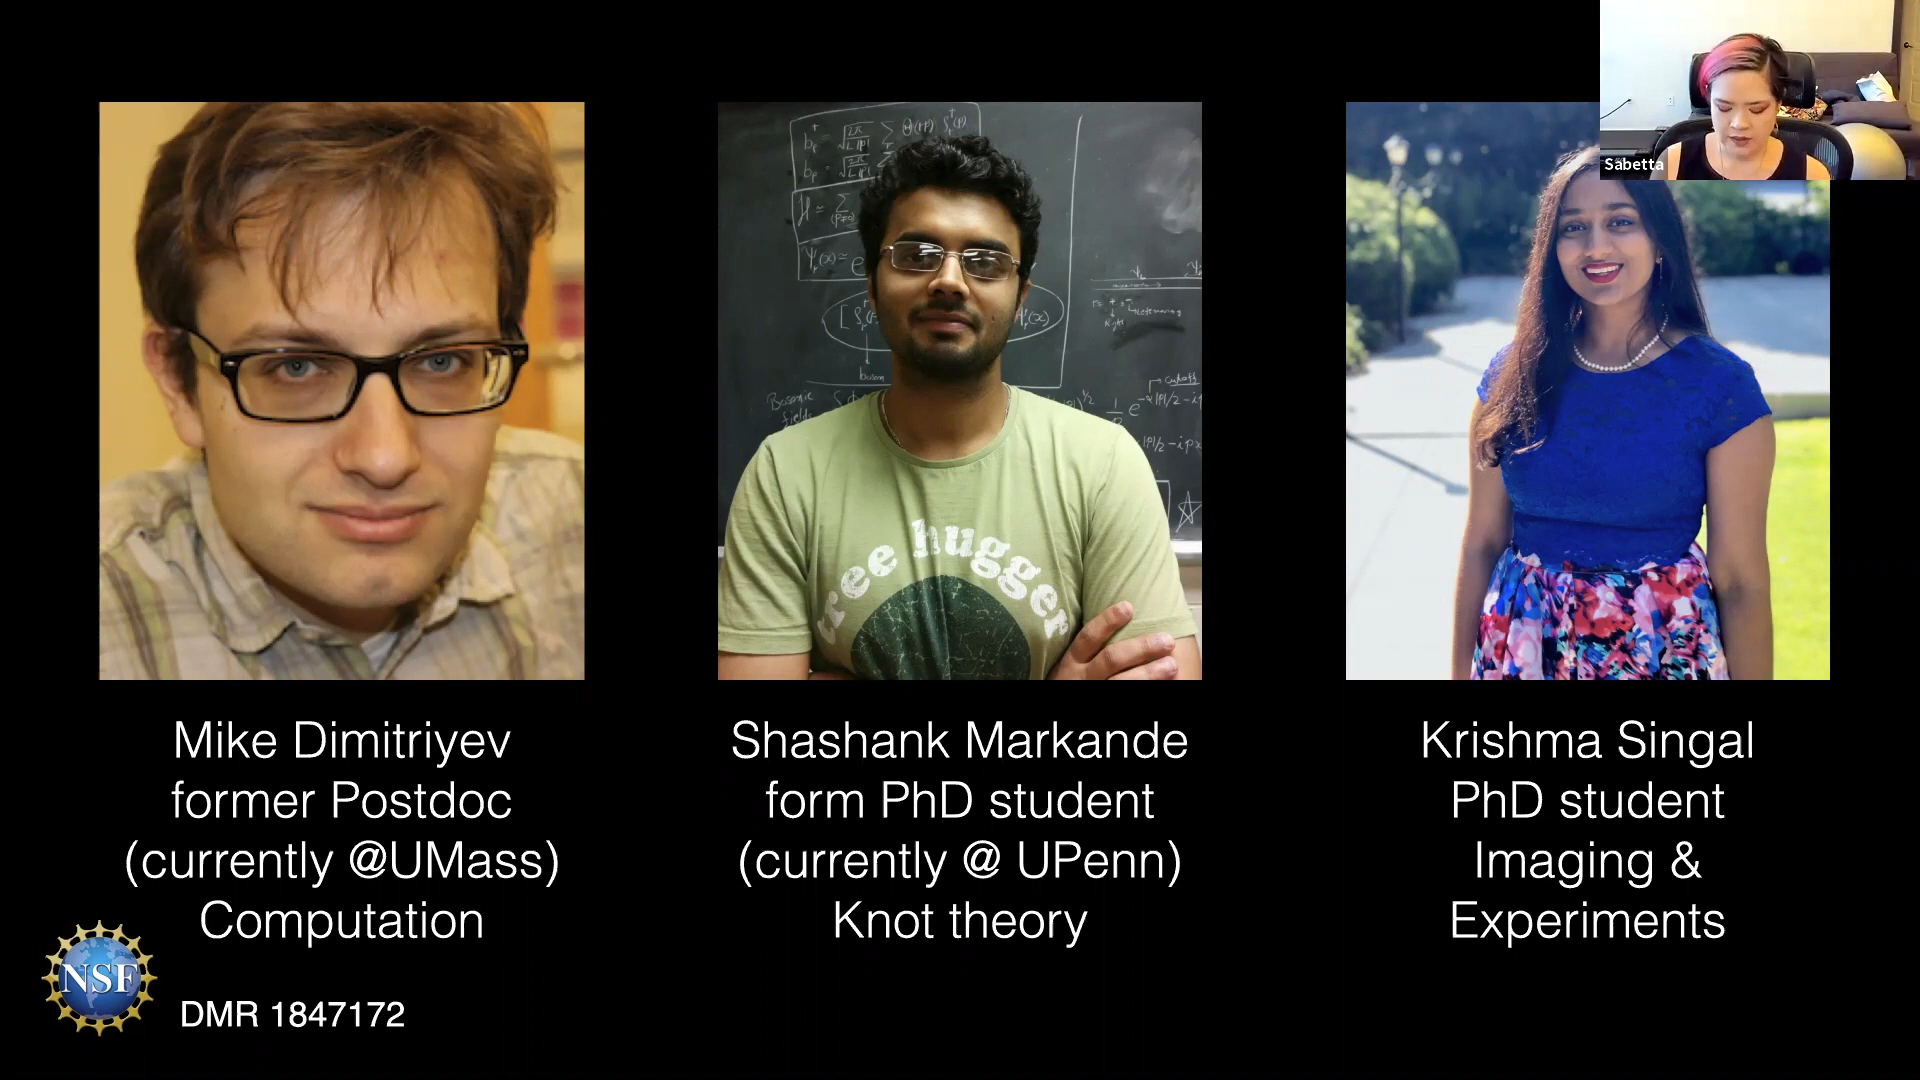 Sabetta
tree hugger
Mike Dimitriyev
former Postdoc
(currently @UMass)
Computation
Shashank Markande
form PhD student
(currently @ UPenn)
Knot theory
Krishma Singal
PhD student
Imaging &
Experiments
NSF
DMR 1847172